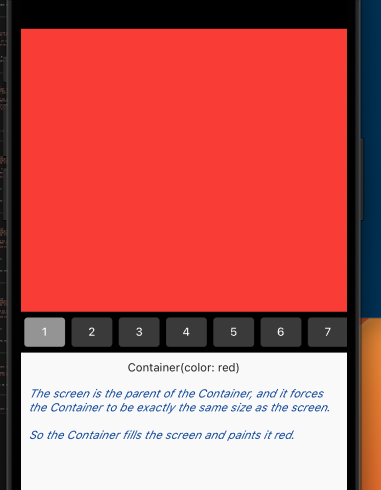 1 2 3 4 5 6 7
Container(color: red)
The screen is the parent of the Container, and it forces
the Container to be exactly the same size as the screen.
So the Container fills the screen and paints it red.